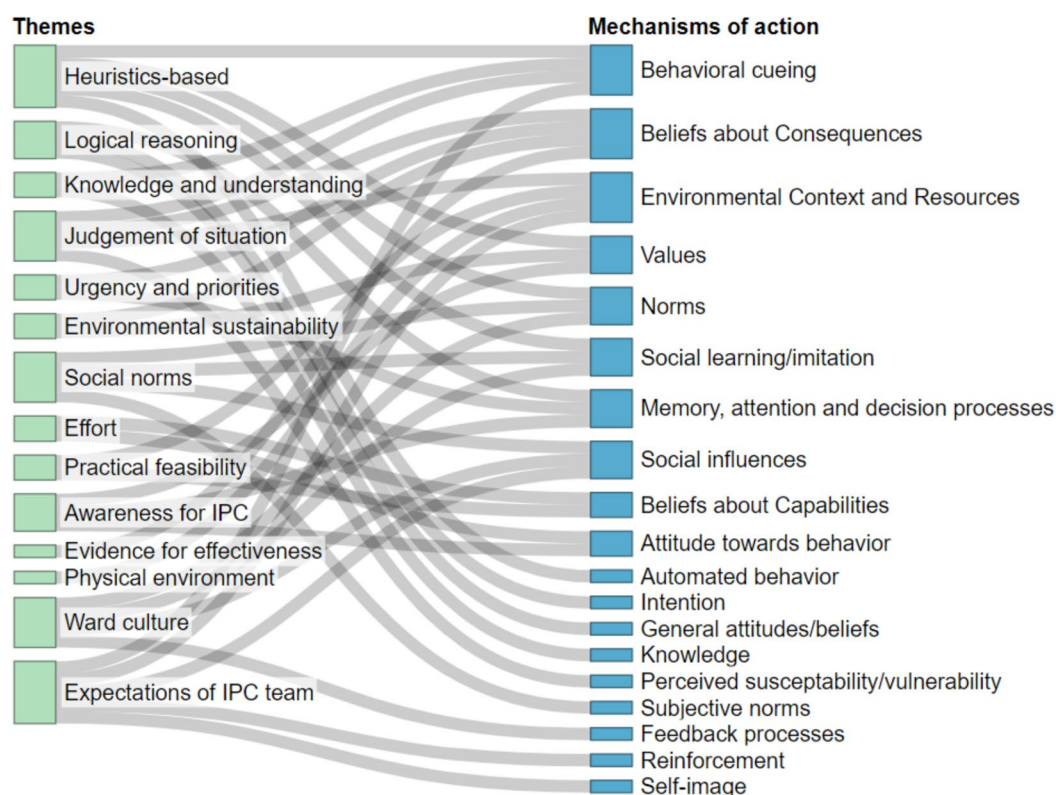 Themes
Heuristics-based
Logical reasoning
Knowledge and understanding
Judgement of situation
Urgency and priorities
Environmental sustainability
Social norms
Effort
Practical feasibility
Awareness for IPC
Evidence for effectiveness
Physical environment
Ward culture
Expectations of IPC team
Mechanisms of action
Behavioral cueing
Beliefs about Consequences
Environmental Context and Resources
Values
Norms
Social learning/imitation
Memory, attention and decision processes
Social influences
Beliefs about Capabilities
Attitude towards behavior
Automated behavior
Intention
General attitudes/beliefs
Knowledge
Perceived susceptability/vulnerability
Subjective norms
Feedback processes
Reinforcement
Self-image